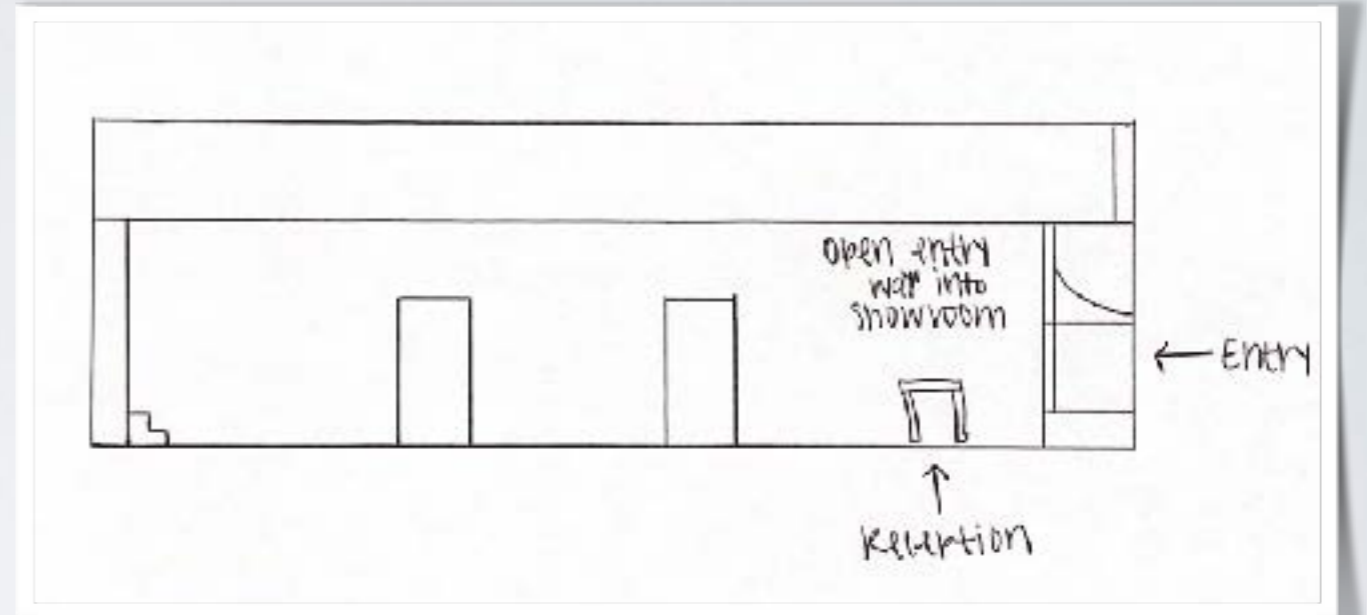 open entry
way into
showroom
← Entry
↑
Reception